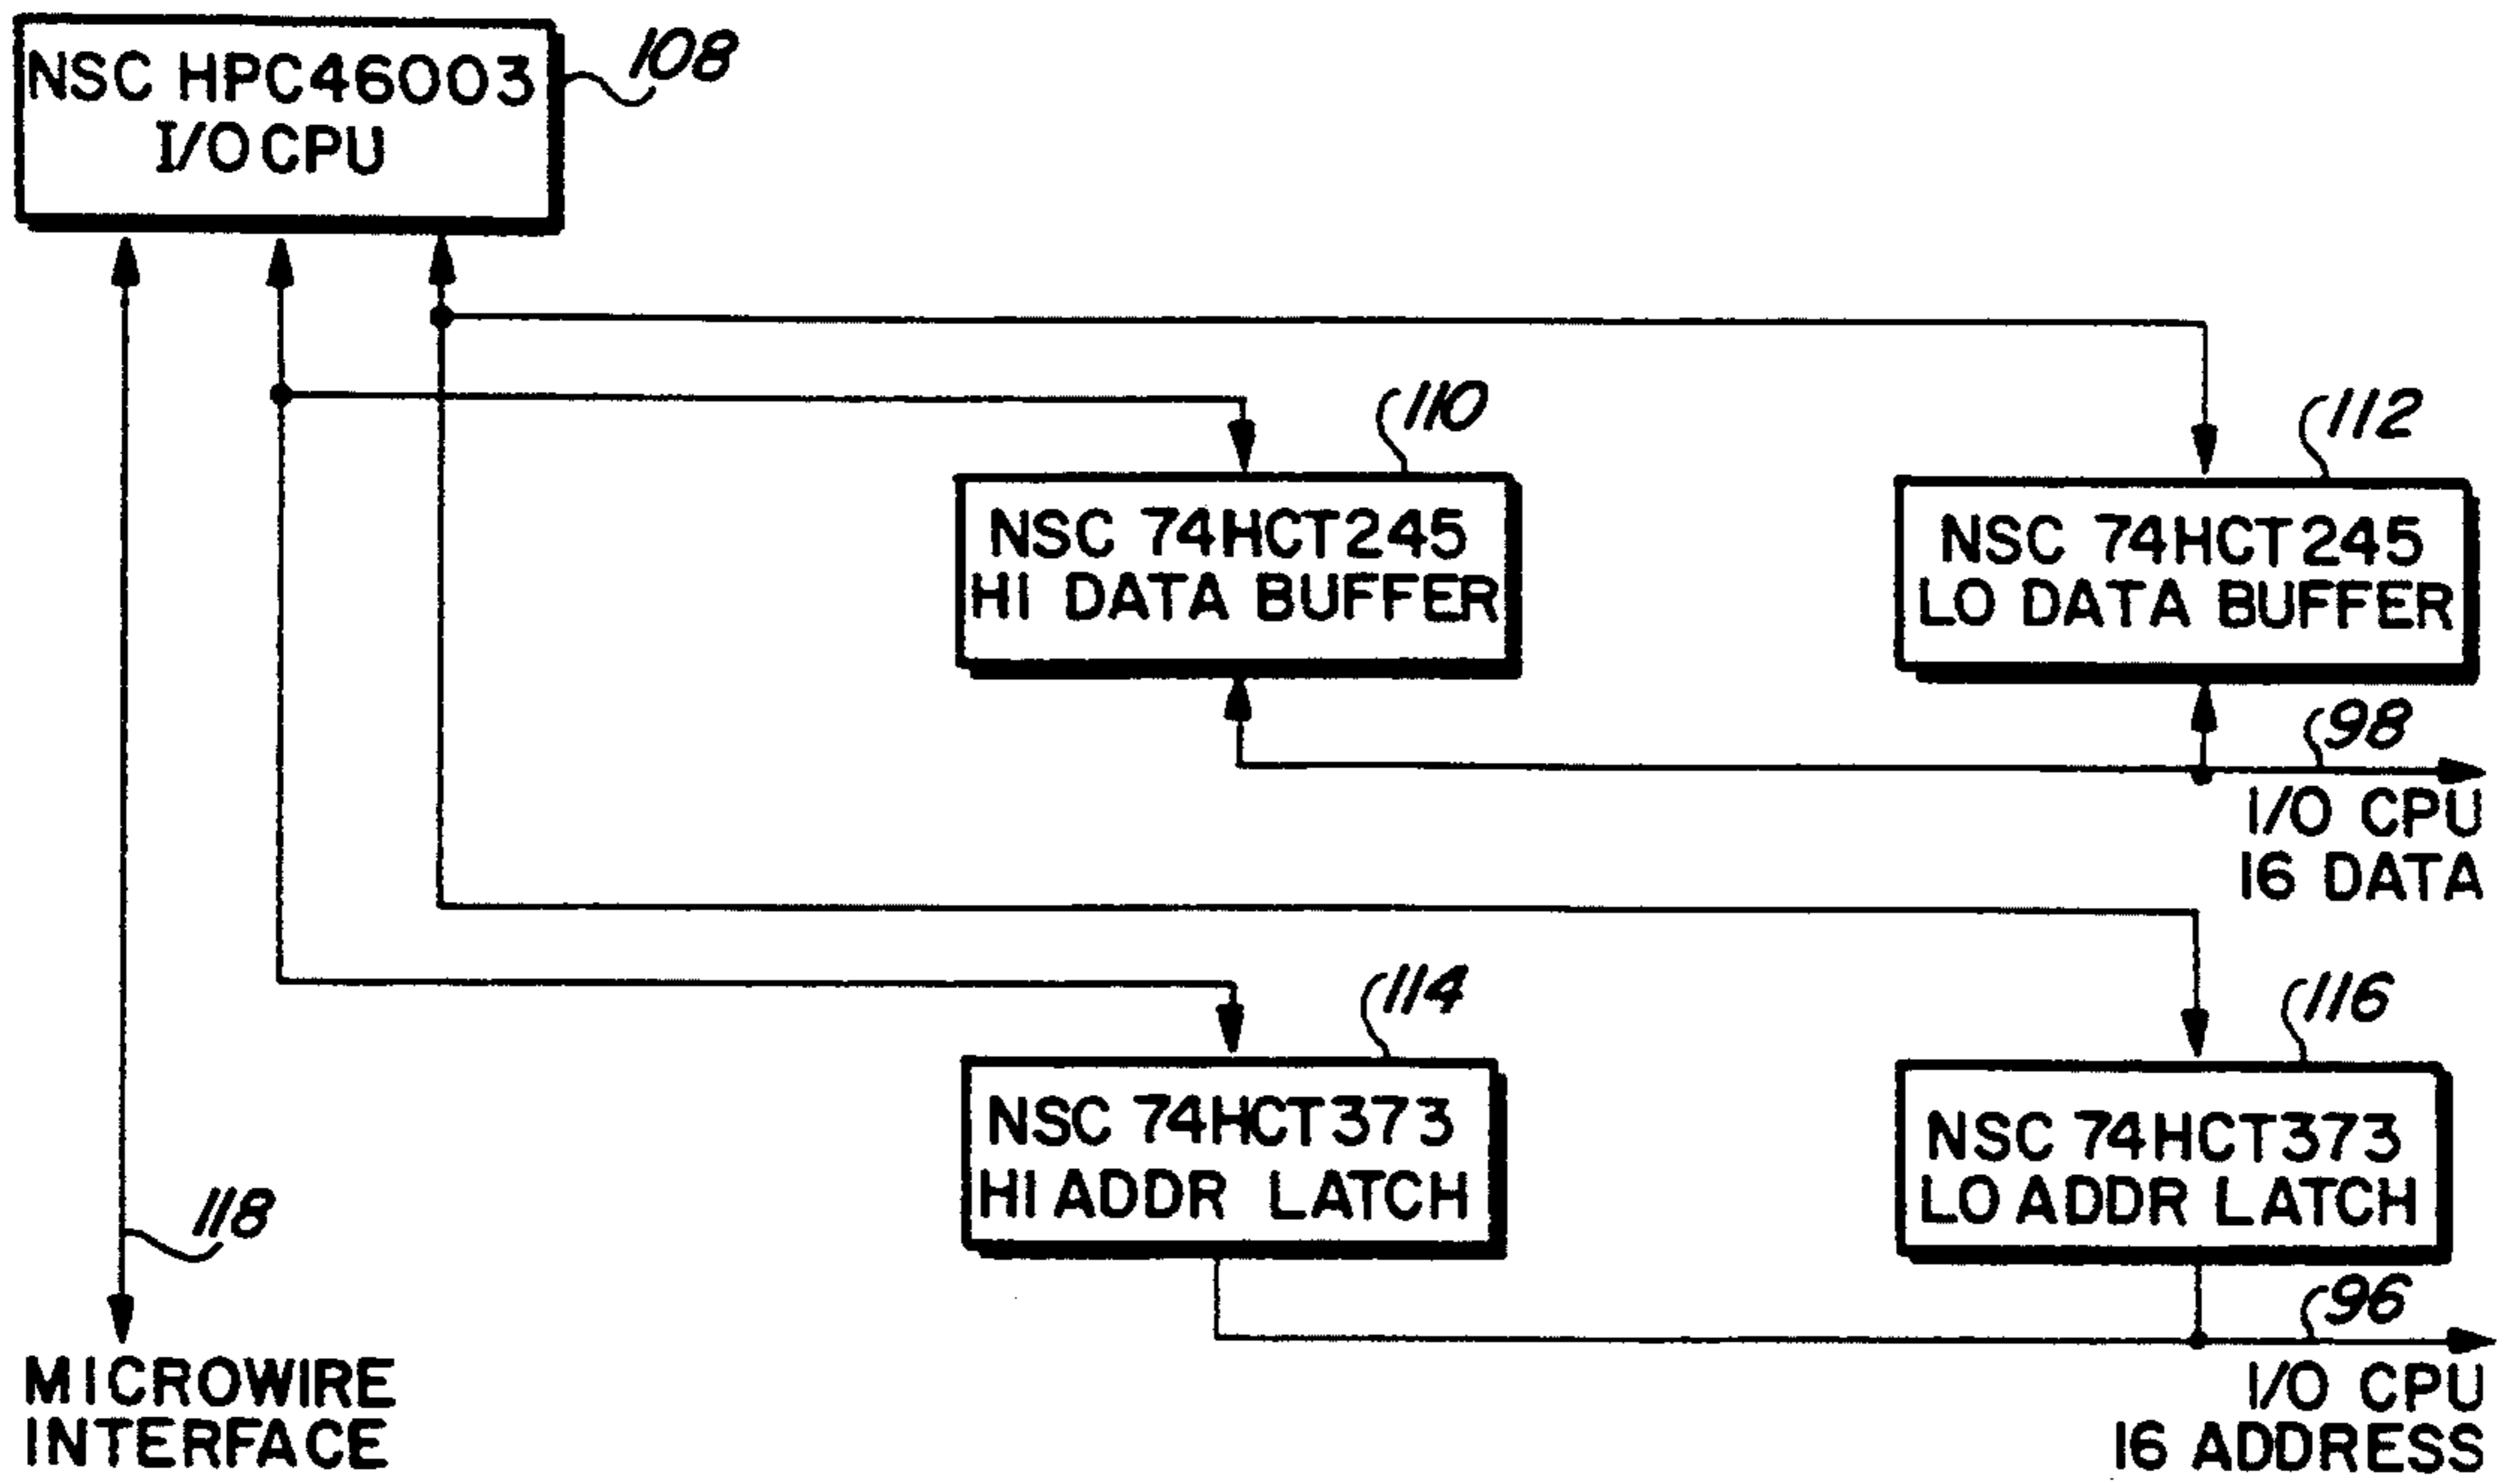 NSC HPC46003
I/O CPU
108
110
112
NSC 74HCT245
HI DATA BUFFER
NSC 74HCT245
LO DATA BUFFER
98
I/O CPU
16 DATA
114
116
NSC 74HCT373
HI ADDR LATCH
NSC 74HCT373
LO ADDR LATCH
118
96
MICROWIRE
INTERFACE
I/O CPU
16 ADDRESS